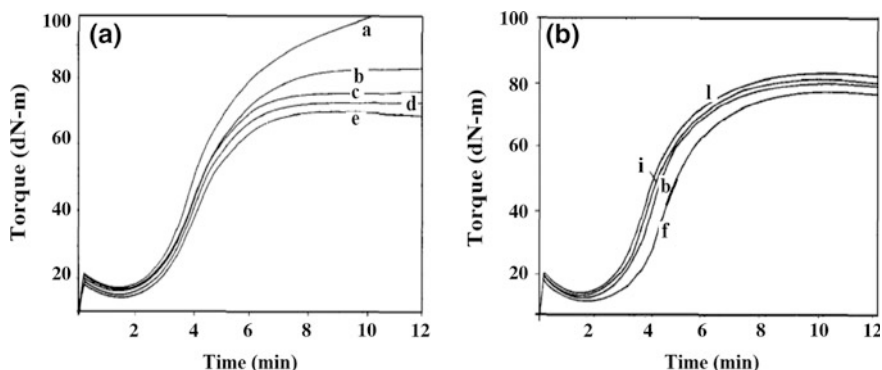 (a)
100
80
60
40
20
Torque (dN-m)
a
b
c
d
e
2 4 6 8 10 12
Time (min)
(b)
100
80
60
40
20
Torque (dN-m)
l
i
b
f
2 4 6 8 10 12
Time (min)